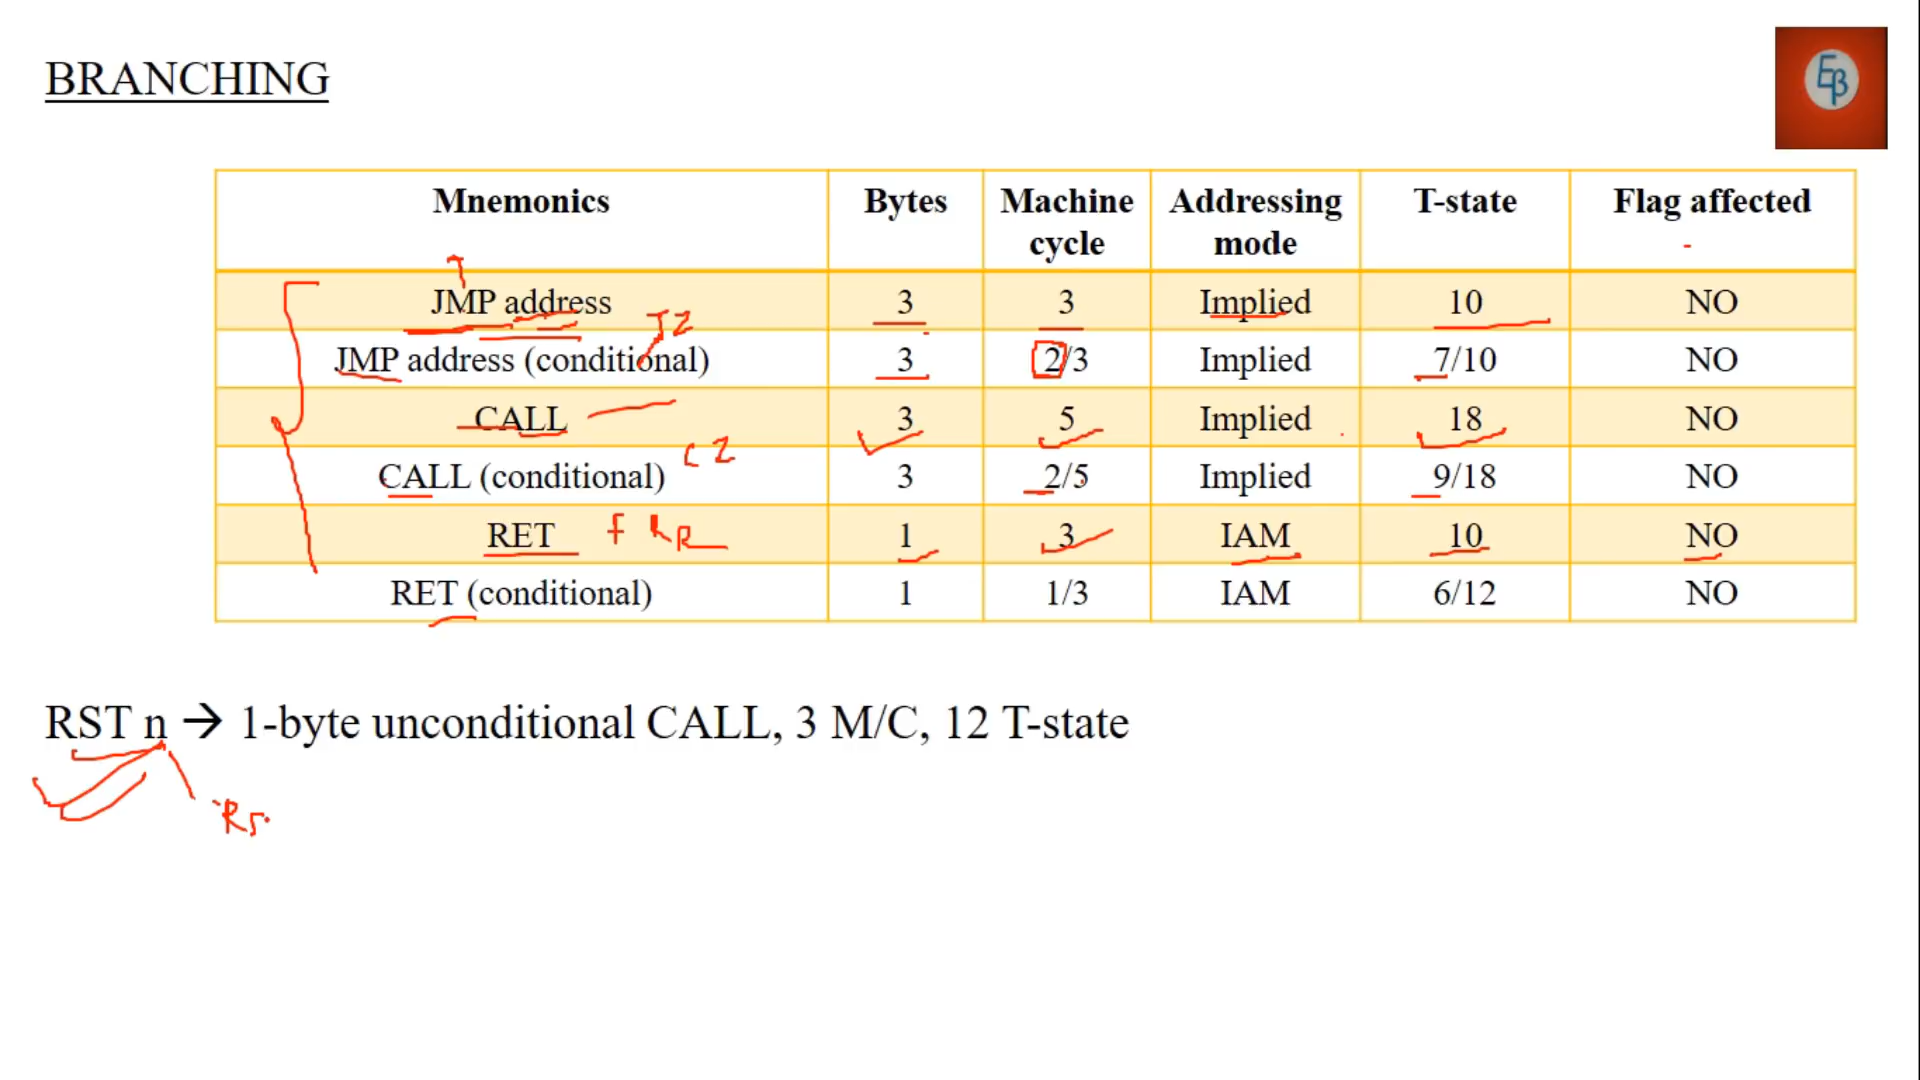 BRANCHING
Eβ
Mnemonics Bytes Machine cycle Addressing mode T-state Flag affected
JMP address 3 3 Implied 10 NO
JZ
JMP address (conditional) 3 2/3 Implied 7/10 NO
CALL 3 5 Implied 18 NO
CZ
CALL (conditional) 3 2/5 Implied 9/18 NO
RET 1 3 IAM 10 NO
RET (conditional) 1 1/3 IAM 6/12 NO
RST n → 1-byte unconditional CALL, 3 M/C, 12 T-state